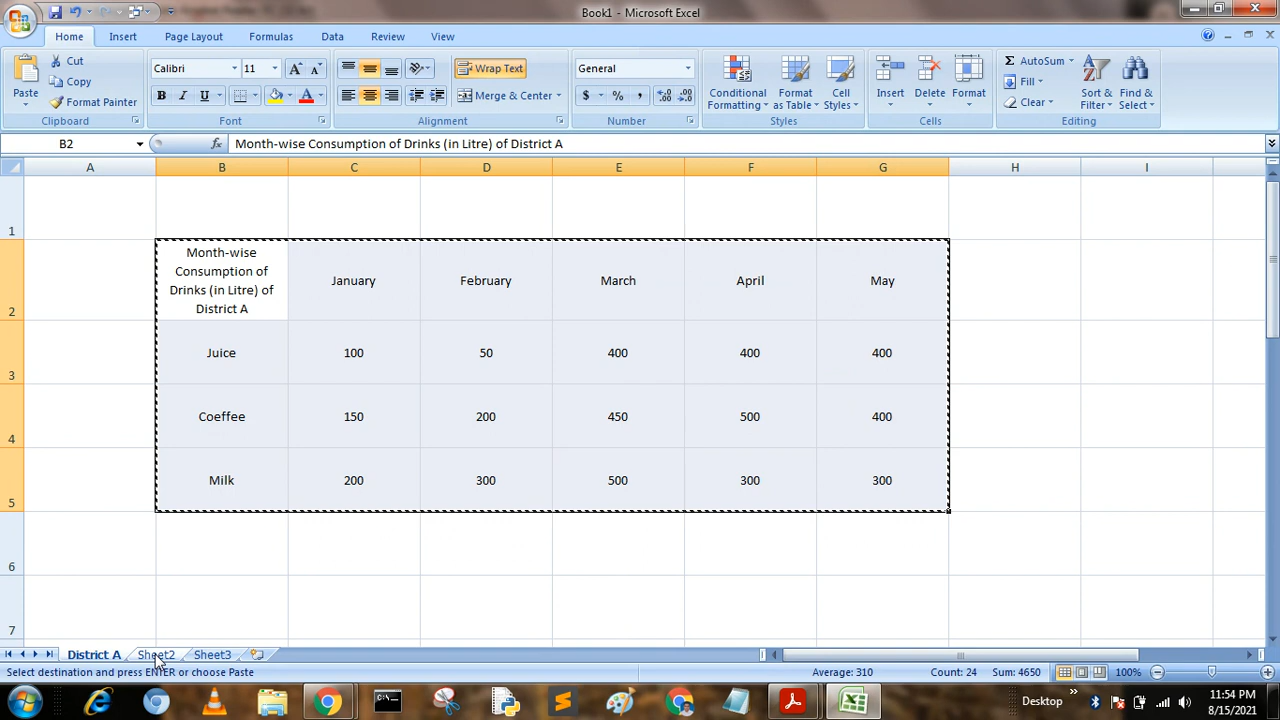 Book1 - Microsoft Excel
Home Insert Page Layout Formulas Data Review View
Paste
Cut
Copy
Format Painter
Clipboard
Calibri 11
B I U
Font
Wrap Text
Merge & Center
Alignment
General
$ % ,
Number
Conditional Formatting
Format as Table
Cell Styles
Styles
Insert Delete Format
Cells
AutoSum
Fill
Clear
Sort & Filter
Find & Select
Editing
B2 fx Month-wise Consumption of Drinks (in Litre) of District A
A B C D E F G H I
1
2
3
4
5
6
7
Month-wise
Consumption of
Drinks (in Litre) of
District A
January February March April May
Juice 100 50 400 400 400
Coeffee 150 200 450 500 400
Milk 200 300 500 300 300
District A Sheet2 Sheet3
Select destination and press ENTER or choose Paste Average: 310 Count: 24 Sum: 4650 100%
Desktop
11:54 PM
8/15/2021